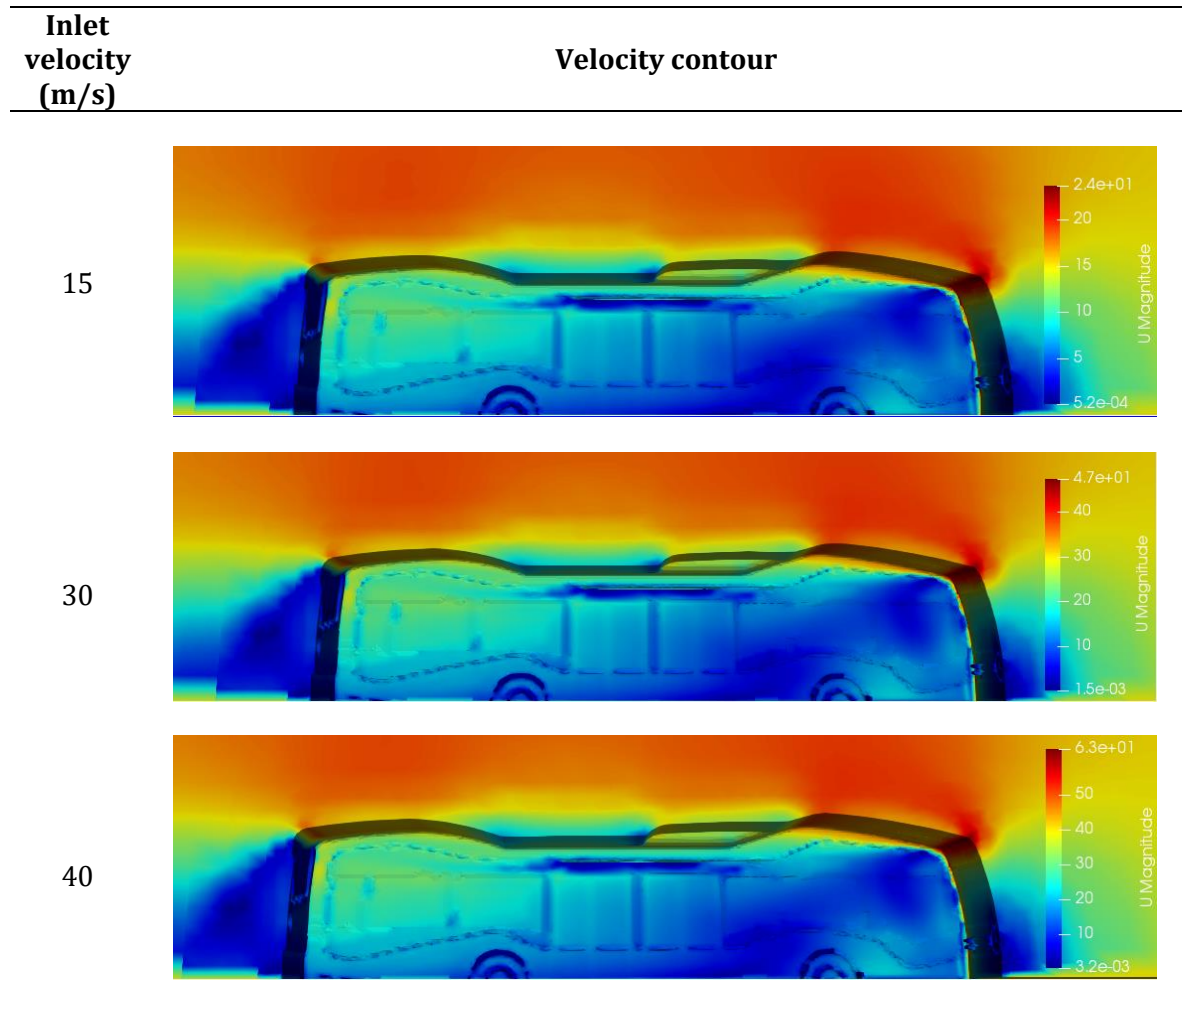 Inlet
velocity
(m/s)
Velocity contour
15
2.4e+01
20
15
10
5
5.2e-04
U Magnitude
30
4.7e+01
40
30
20
10
1.5e-03
U Magnitude
40
6.3e+01
50
40
30
20
10
3.2e-03
U Magnitude